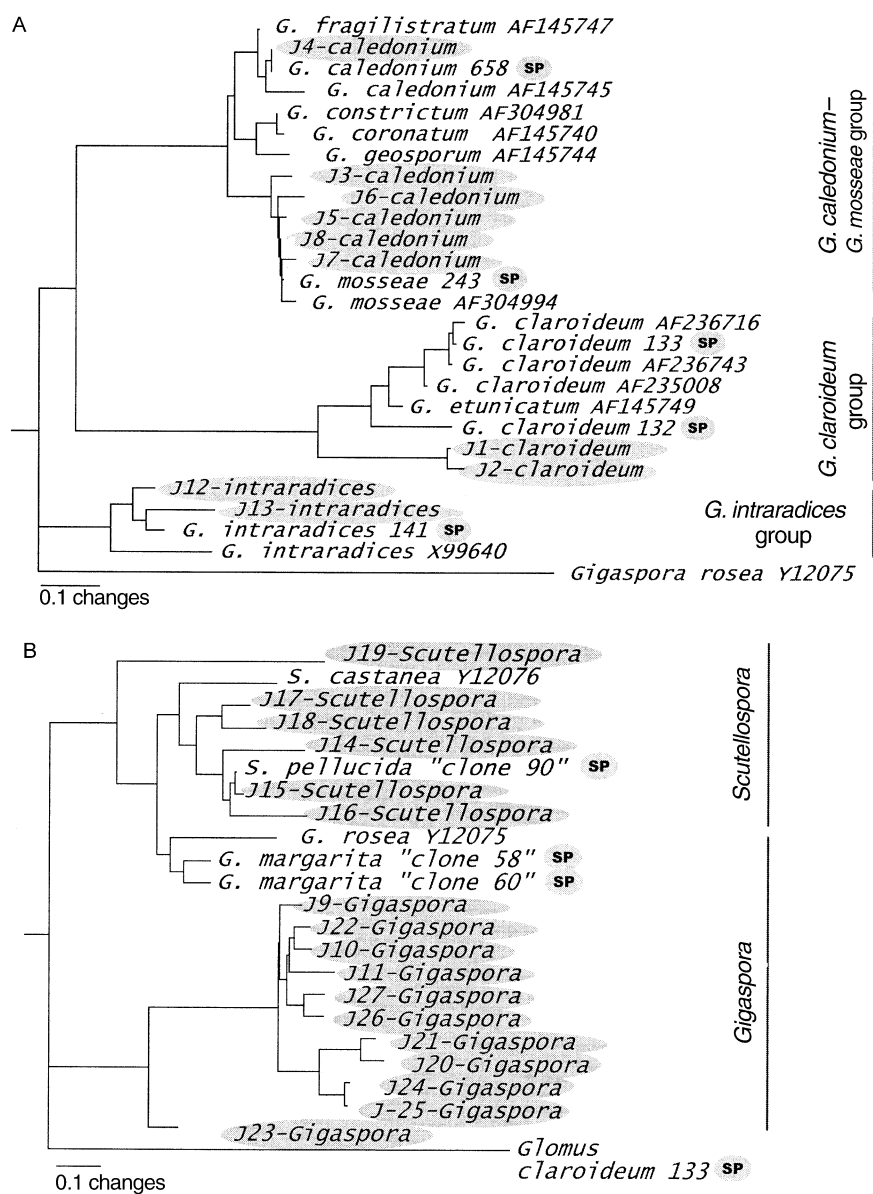 A
G. fragilistratum AF145747
J4-caledonium
G. caledonium 658 SP
G. caledonium AF145745
G. constrictum AF304981
G. coronatum AF145740
G. geosporum AF145744
J3-caledonium
J6-caledonium
J5-caledonium
J8-caledonium
J7-caledonium
G. mosseae 243 SP
G. mosseae AF304994
G. caledonium–
G. mosseae group
G. claroideum AF236716
G. claroideum 133 SP
G. claroideum AF236743
G. claroideum AF235008
G. etunicatum AF145749
G. claroideum 132 SP
J1-claroideum
J2-claroideum
G. claroideum
group
J12-intraradices
J13-intraradices
G. intraradices 141 SP
G. intraradices X99640
G. intraradices
group
Gigaspora rosea Y12075
0.1 changes
B
J19-Scutellospora
S. castanea Y12076
J17-Scutellospora
J18-Scutellospora
J14-Scutellospora
S. pellucida "clone 90" SP
J15-Scutellospora
J16-Scutellospora
Scutellospora
G. rosea Y12075
G. margarita "clone 58" SP
G. margarita "clone 60" SP
J9-Gigaspora
J22-Gigaspora
J10-Gigaspora
J11-Gigaspora
J27-Gigaspora
J26-Gigaspora
J21-Gigaspora
J20-Gigaspora
J24-Gigaspora
J-25-Gigaspora
J23-Gigaspora
Gigaspora
Glomus
claroideum 133 SP
0.1 changes